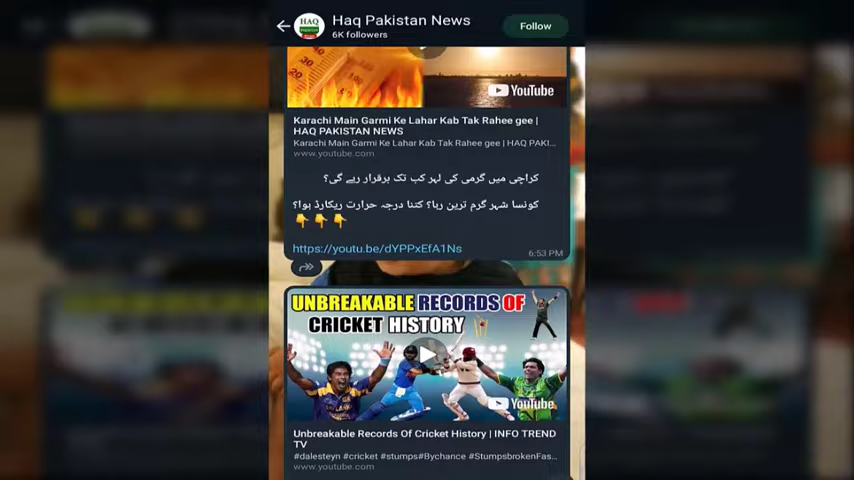 Haq Pakistan News
6K followers
Follow
HAQ
YouTube
Karachi Main Garmi Ke Lahar Kab Tak Rahee gee |
HAQ PAKISTAN NEWS
Karachi Main Garmi Ke Lahar Kab Tak Rahee gee | HAQ PAKI...
www.youtube.com
کراچی میں گرمی کی لہر کب تک برقرار رہے گی؟
کونسا شہر گرم ترین رہا؟ کتنا درجہ حرارت ریکارڈ ہوا؟
👇👇👇
https://youtu.be/dYPPxEfA1Ns
6:53 PM
UNBREAKABLE RECORDS OF
CRICKET HISTORY
YouTube
Unbreakable Records Of Cricket History | INFO TREND
TV
#dalesteyn #cricket #stumps#Bychance #StumpsbrokenFas...
www.youtube.com